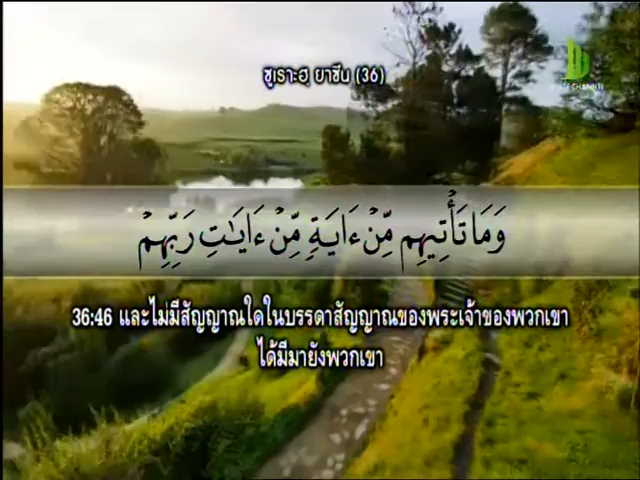 ซูเราะฮฺ ยาซีน (36)
وَمَا تَأْتِيهِم مِّنْ ءَايَةٍ مِّنْ ءَايَٰتِ رَبِّهِمْ
36:46 และไม่มีสัญญาณใดในบรรดาสัญญาณของพระเจ้าของพวกเขา
ได้มีมายังพวกเขา